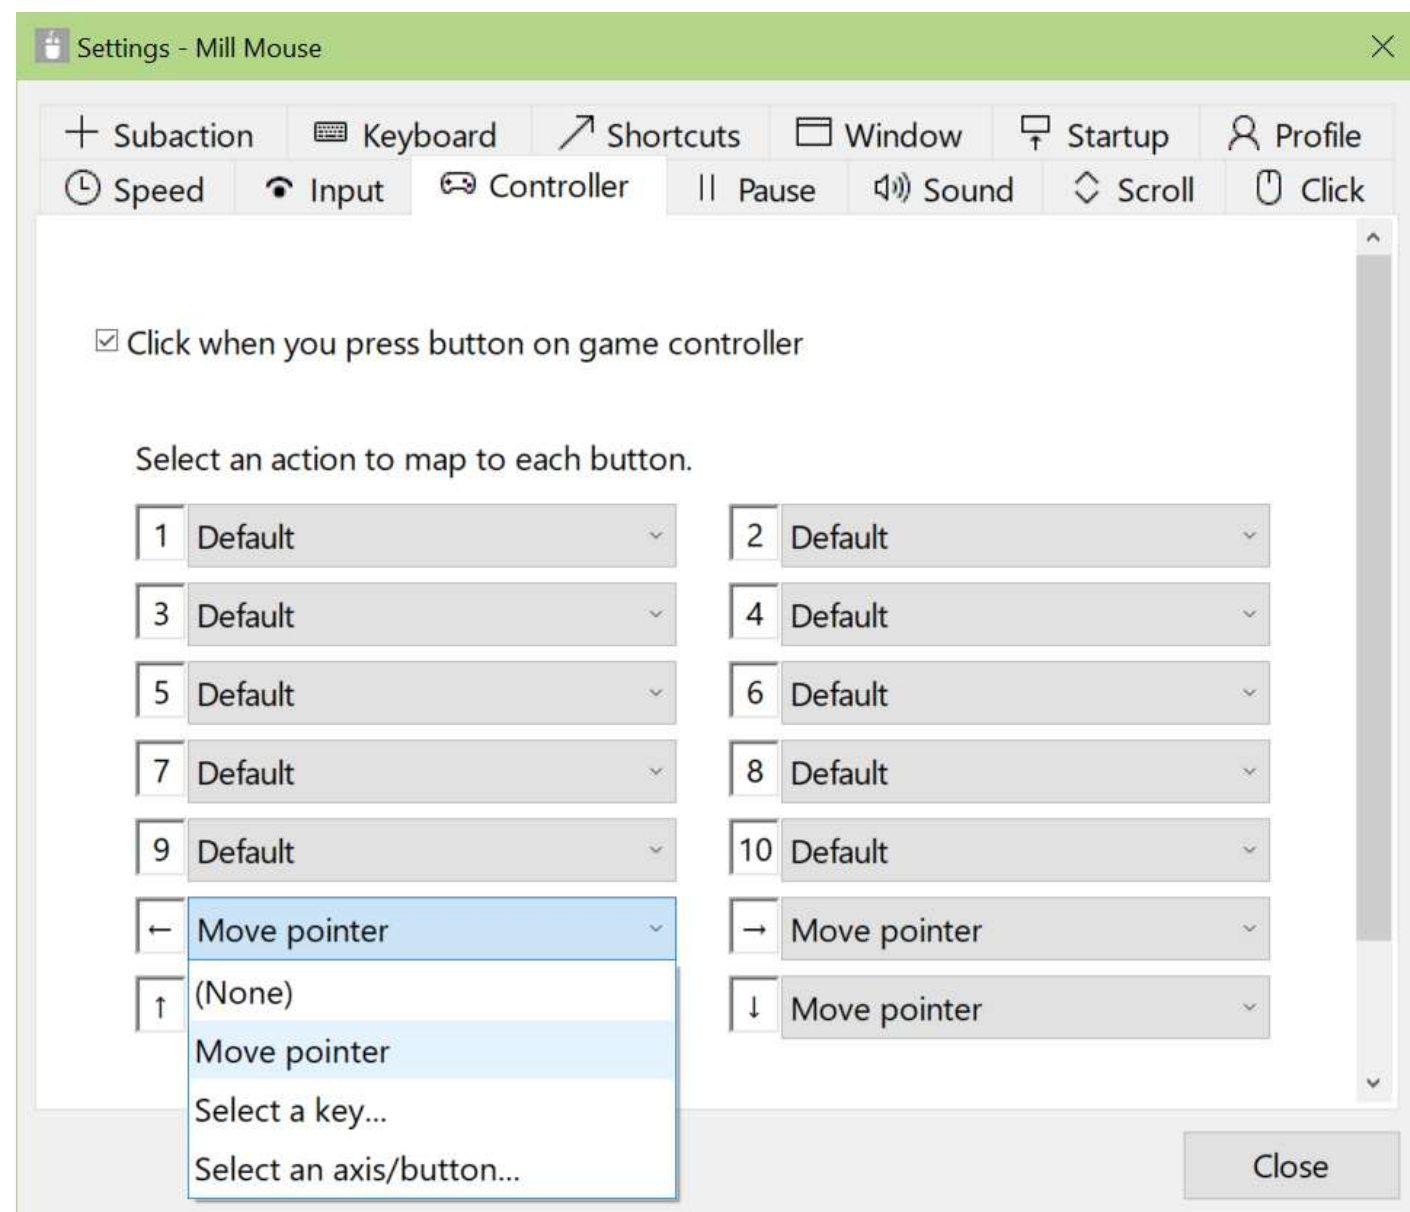 Settings - Mill Mouse
Subaction Keyboard Shortcuts Window Startup Profile
Speed Input Controller Pause Sound Scroll Click
Click when you press button on game controller
Select an action to map to each button.
1 Default 2 Default
3 Default 4 Default
5 Default 6 Default
7 Default 8 Default
9 Default 10 Default
← Move pointer → Move pointer
(None)
↑ ↓ Move pointer
Move pointer
Select a key...
Select an axis/button...
Close